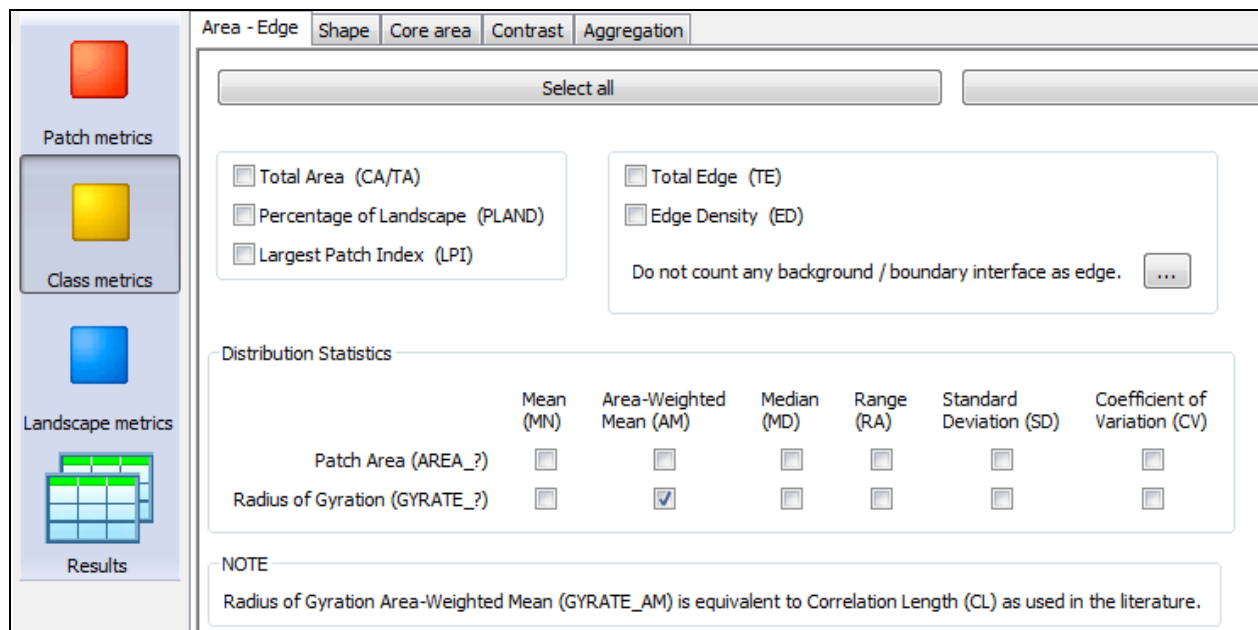 Area - Edge Shape Core area Contrast Aggregation
Select all
Patch metrics
Class metrics
Landscape metrics
Results
Total Area (CA/TA)
Percentage of Landscape (PLAND)
Largest Patch Index (LPI)
Total Edge (TE)
Edge Density (ED)
Do not count any background / boundary interface as edge. ...
Distribution Statistics
Mean (MN)
Area-Weighted Mean (AM)
Median (MD)
Range (RA)
Standard Deviation (SD)
Coefficient of Variation (CV)
Patch Area (AREA_?)
Radius of Gyration (GYRATE_?)
NOTE
Radius of Gyration Area-Weighted Mean (GYRATE_AM) is equivalent to Correlation Length (CL) as used in the literature.